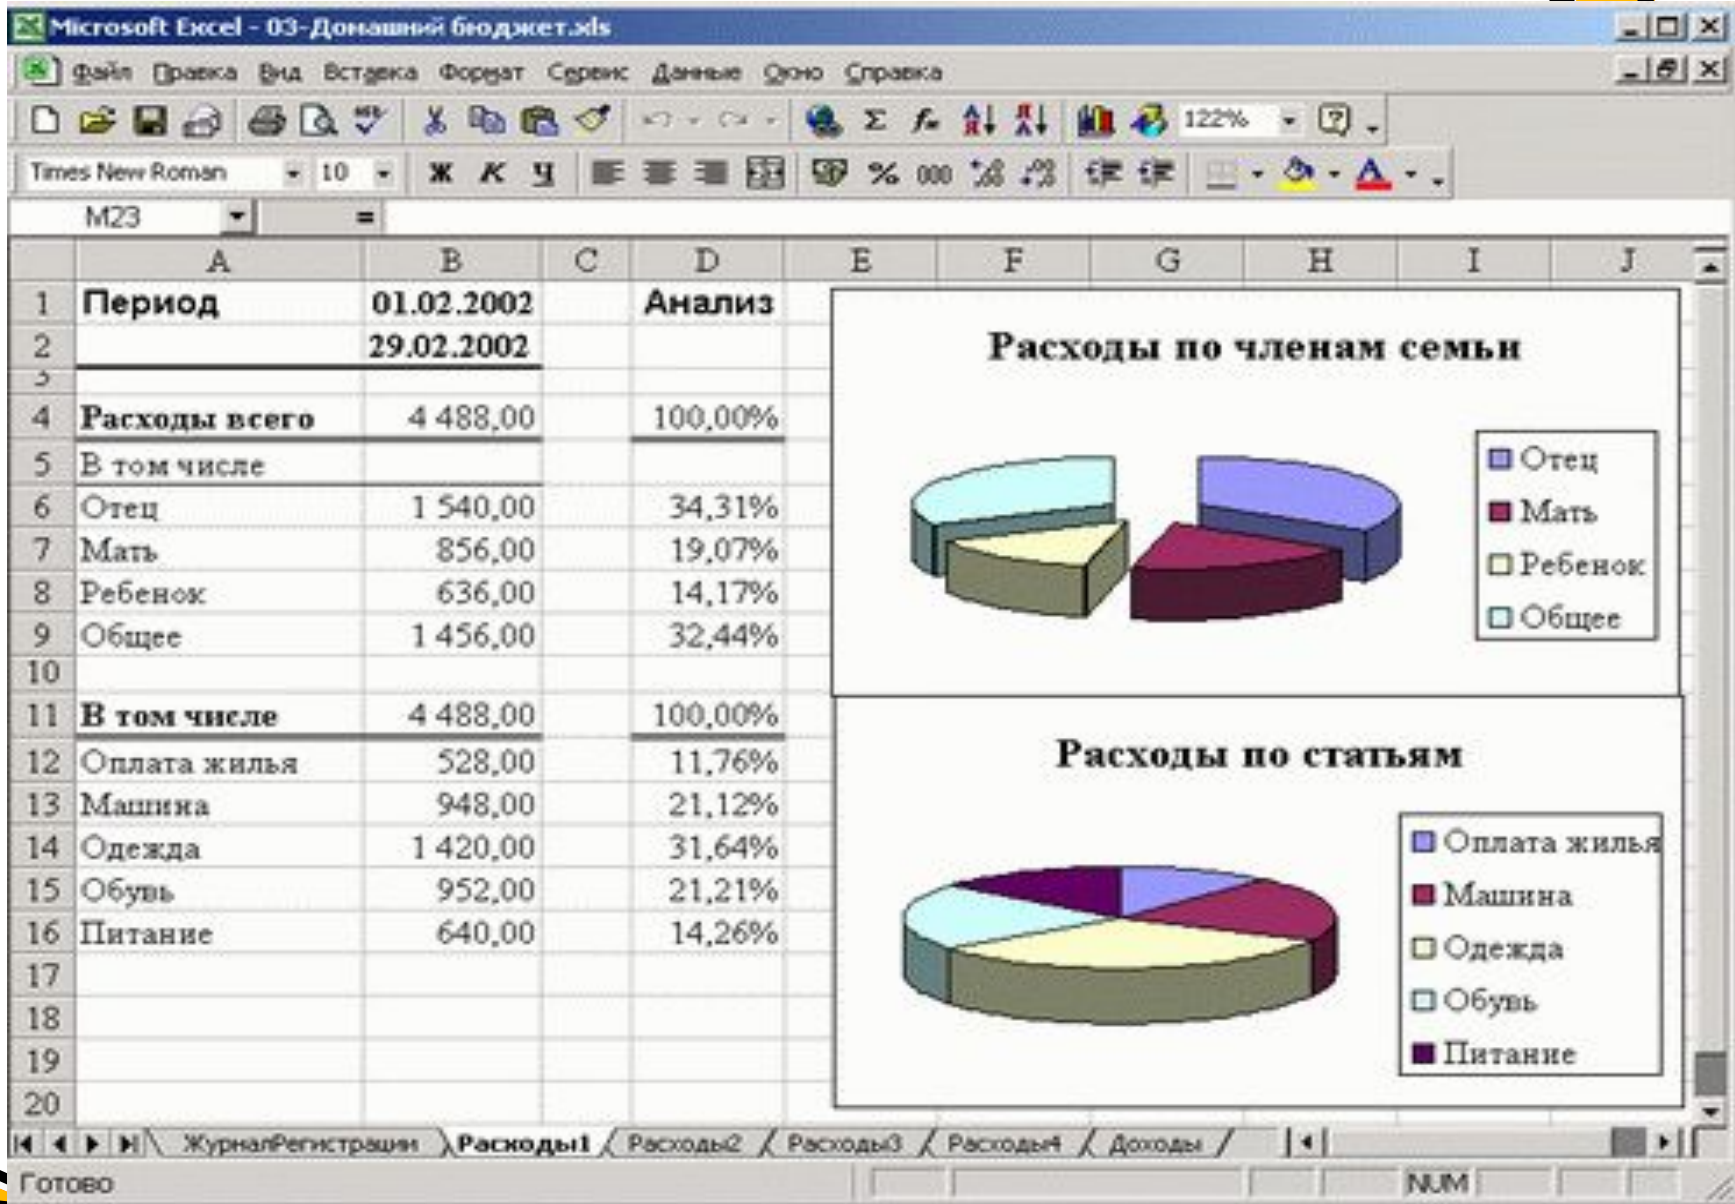 Microsoft Excel - 03-Домашний бюджет.xls
Файл Правка Вид Вставка Формат Сервис Данные Окно Справка
122%
Times New Roman 10 Ж К Ч % 000
M23 =
A B C D E F G H I J
1 Период 01.02.2002 Анализ
2 29.02.2002
3
4 Расходы всего 4 488,00 100,00%
5 В том числе
6 Отец 1 540,00 34,31%
7 Мать 856,00 19,07%
8 Ребенок 636,00 14,17%
9 Общее 1 456,00 32,44%
10
11 В том числе 4 488,00 100,00%
12 Оплата жилья 528,00 11,76%
13 Машина 948,00 21,12%
14 Одежда 1 420,00 31,64%
15 Обувь 952,00 21,21%
16 Питание 640,00 14,26%
17
18
19
20
Расходы по членам семьи
Отец
Мать
Ребенок
Общее
Расходы по статьям
Оплата жилья
Машина
Одежда
Обувь
Питание
ЖурналРегистрации Расходы1 Расходы2 Расходы3 Расходы4 Доходы
Готово NUM